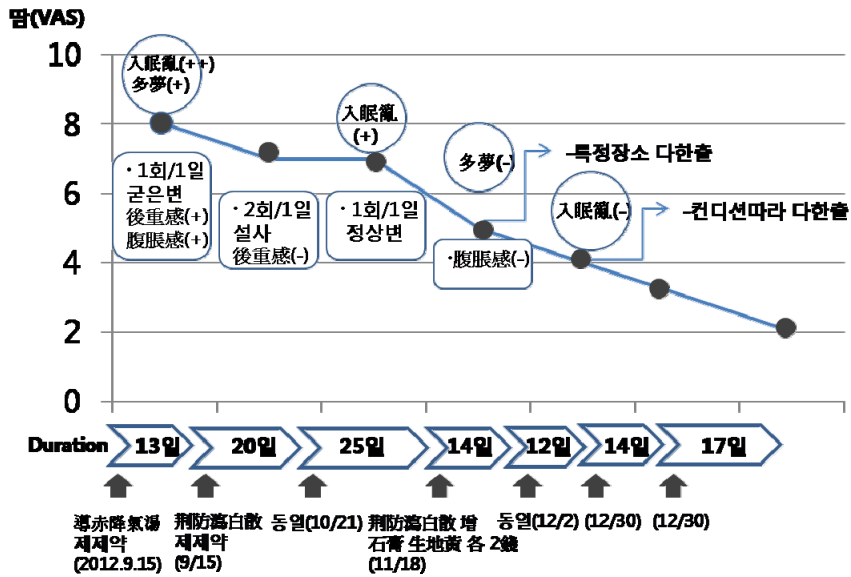 땀(VAS)
10
8
6
4
2
0
入眠亂(++)
多夢(+)
入眠亂
(+)
多夢(-)
入眠亂(-)
-특정장소 다한출
-컨디션따라 다한출
· 1회/1일
굳은변
後重感(+)
腹脹感(+)
· 2회/1일
설사
後重感(-)
· 1회/1일
정상변
·腹脹感(-)
Duration
13일
20일
25일
14일
12일
14일
17일
導赤降氣湯
제제약
(2012.9.15)
荊防瀉白散
제제약
(9/15)
동일(10/21)
荊防瀉白散 增
石膏 生地黃 各 2錢
(11/18)
동일(12/2)
(12/30)
(12/30)